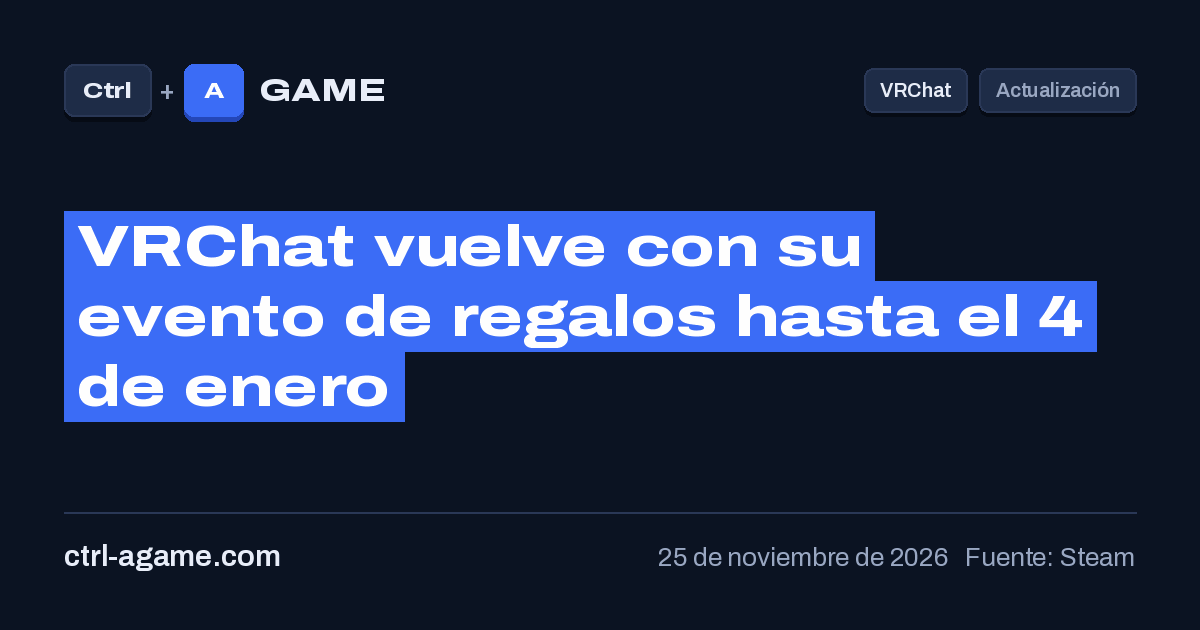 Ctrl + A GAME
VRChat Actualización
VRChat vuelve con su
evento de regalos hasta el 4
de enero
ctrl-agame.com
25 de noviembre de 2026 Fuente: Steam